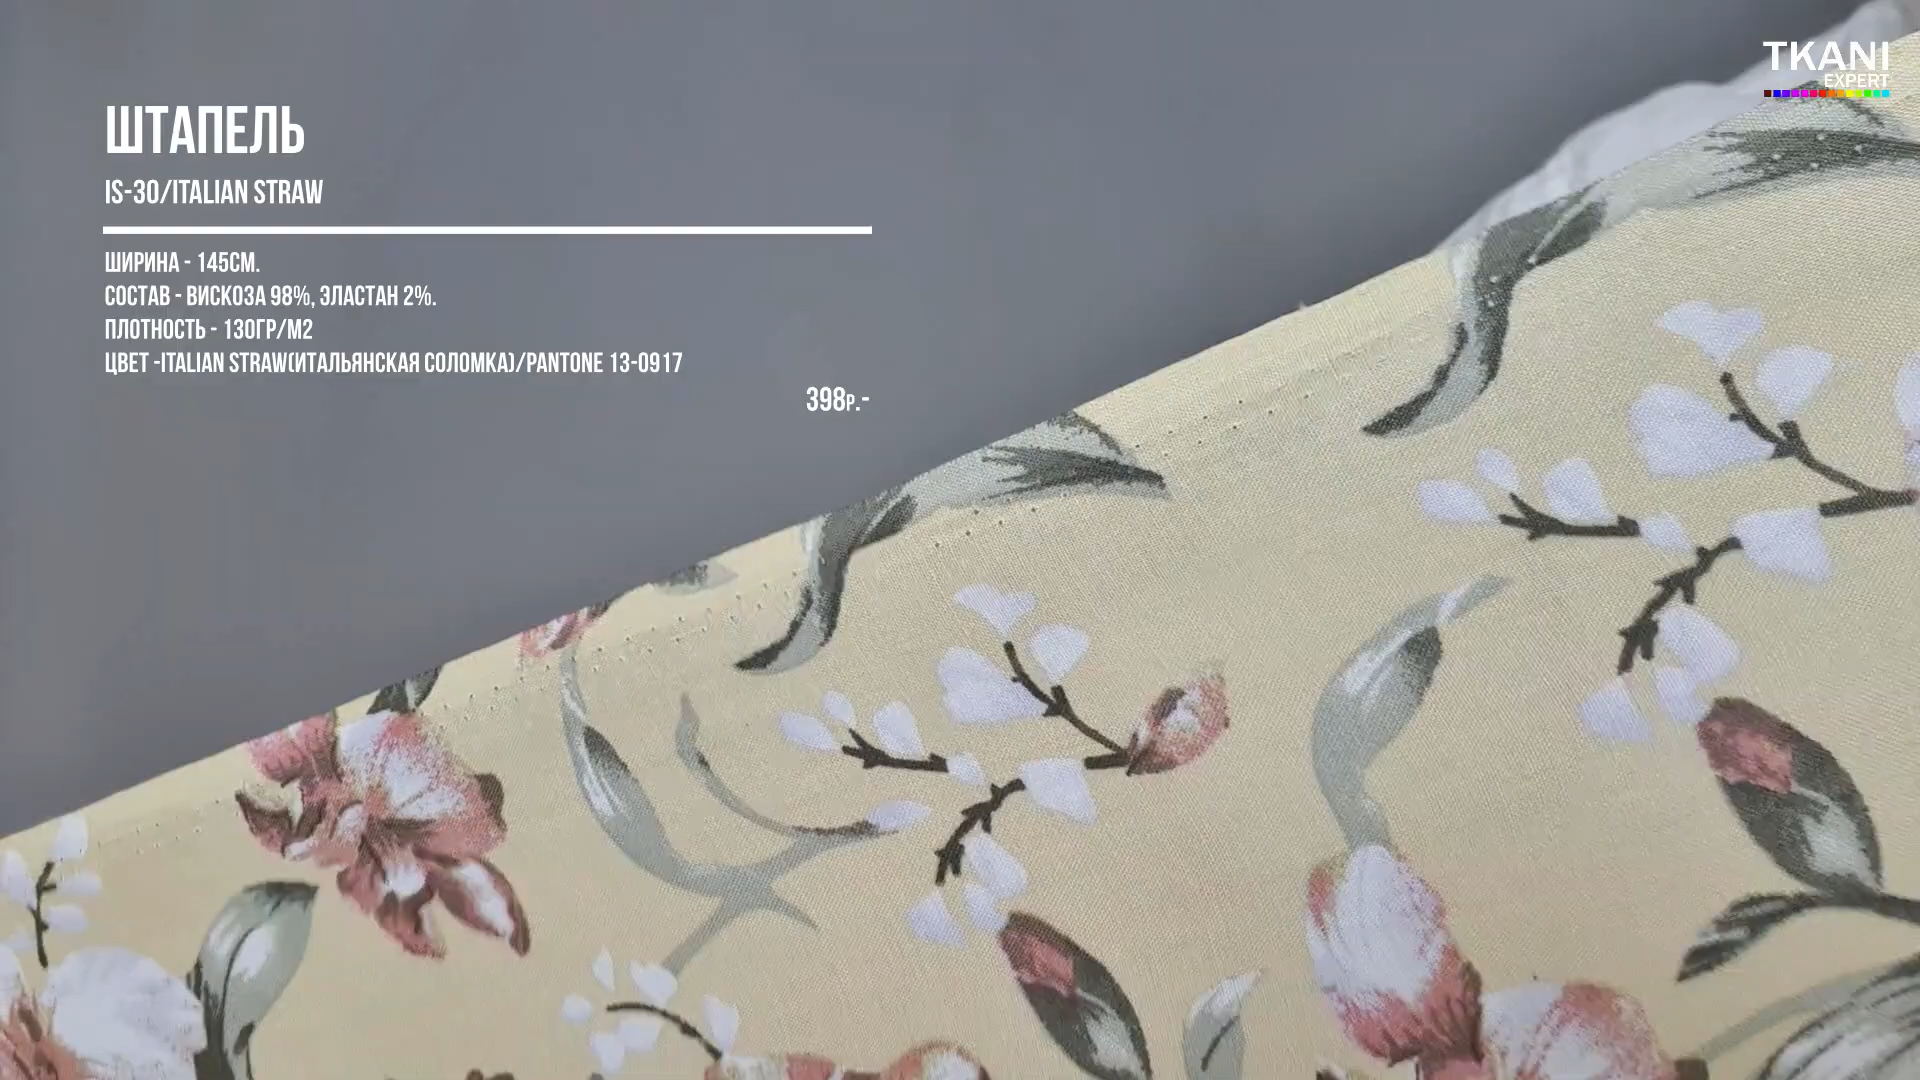 TKANI
EXPERT
ШТАПЕЛЬ
IS-30/ITALIAN STRAW
ШИРИНА - 145СМ.
СОСТАВ - ВИСКОЗА 98%, ЭЛАСТАН 2%.
ПЛОТНОСТЬ - 130ГР/М2
ЦВЕТ -ITALIAN STRAW(ИТАЛЬЯНСКАЯ СОЛОМКА)/PANTONE 13-0917
398Р.-